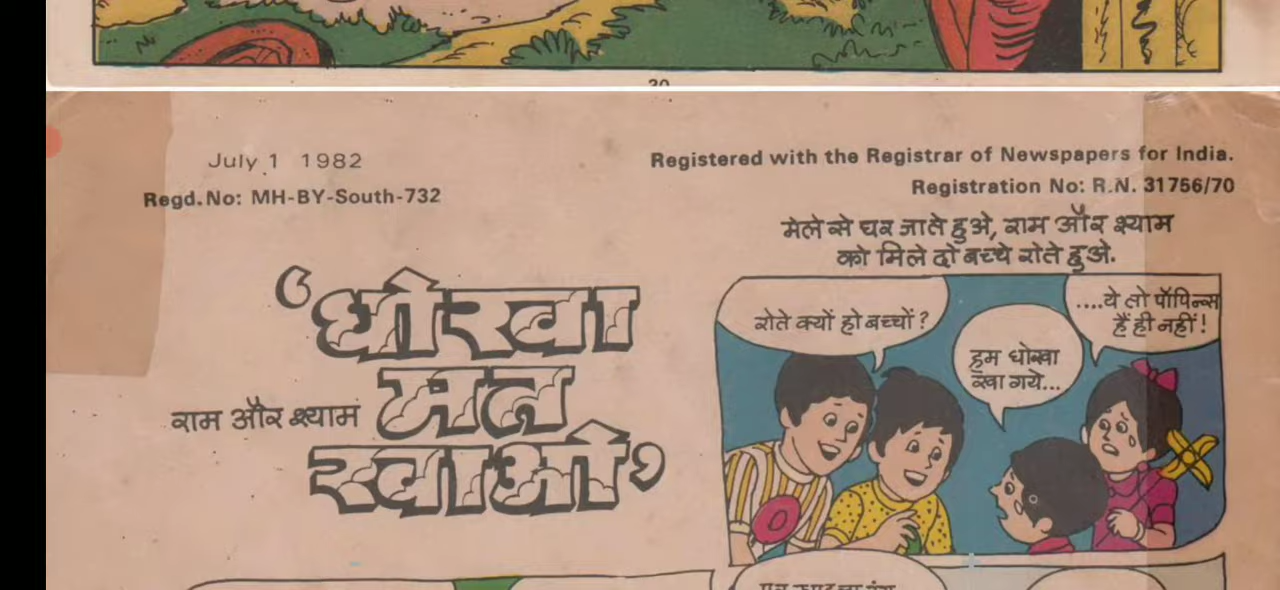 July 1 1982
Regd. No: MH-BY-South-732
Registered with the Registrar of Newspapers for India.
Registration No: R.N. 31756/70
मेले से घर जाते हुअे, राम और श्याम
को मिले दो बच्चे रोते हुअे.
राम और श्याम
'धोखा
मत
खाओ'
रोते क्यों हो बच्चों ?
हम धोखा
खा गये...
....ये तो पॉपिन्स
हैं ही नहीं !